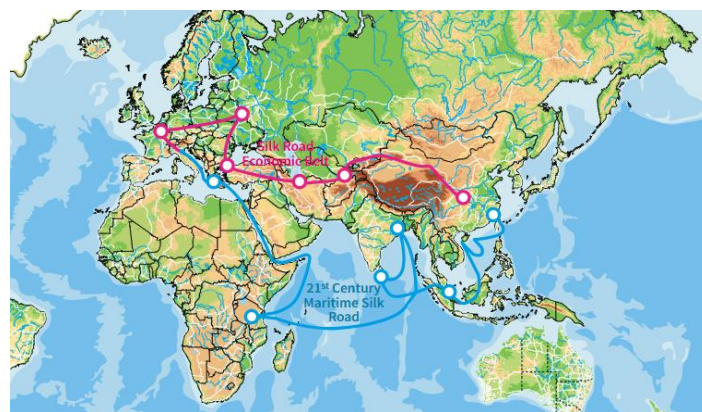 Silk Road
Economic Belt
21st Century
Maritime Silk
Road